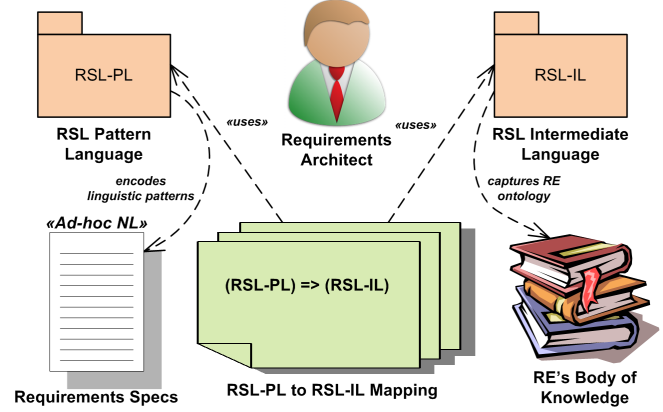 RSL-PL
RSL Pattern
Language
«uses»
Requirements
Architect
«uses»
RSL-IL
RSL Intermediate
Language
encodes
linguistic patterns
captures RE
ontology
«Ad-hoc NL»
Requirements Specs
(RSL-PL) => (RSL-IL)
RSL-PL to RSL-IL Mapping
RE's Body of
Knowledge